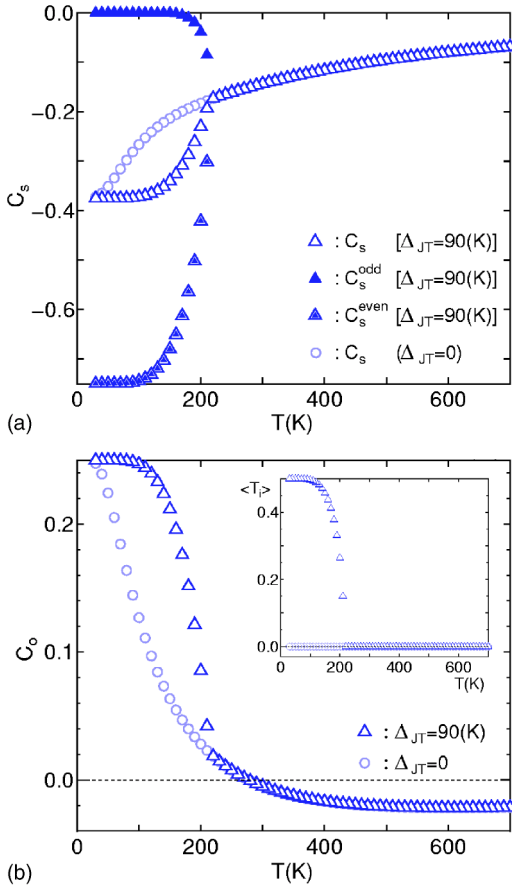 (a)
C_s
0.0
−0.2
−0.4
−0.6
△ : C_s [Δ_JT=90(K)]
▲ : C_s^odd [Δ_JT=90(K)]
▲ : C_s^even [Δ_JT=90(K)]
○ : C_s (Δ_JT=0)
0 200 400 600
T(K)
(b)
C_o
0.2
0.1
0.0
<T_i>
0.4
0.2
0.0
0 200 400 600
T(K)
△ : Δ_JT=90(K)
○ : Δ_JT=0
0 200 400 600
T(K)